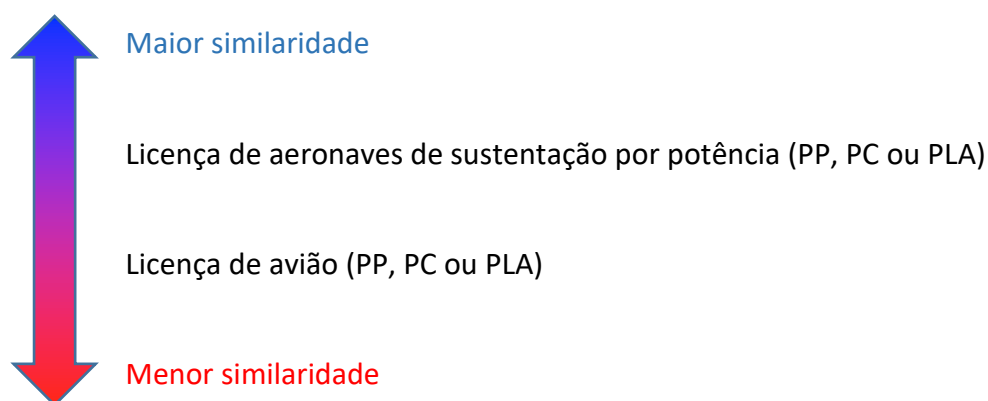 Maior similaridade
Licença de aeronaves de sustentação por potência (PP, PC ou PLA)
Licença de avião (PP, PC ou PLA)
Menor similaridade